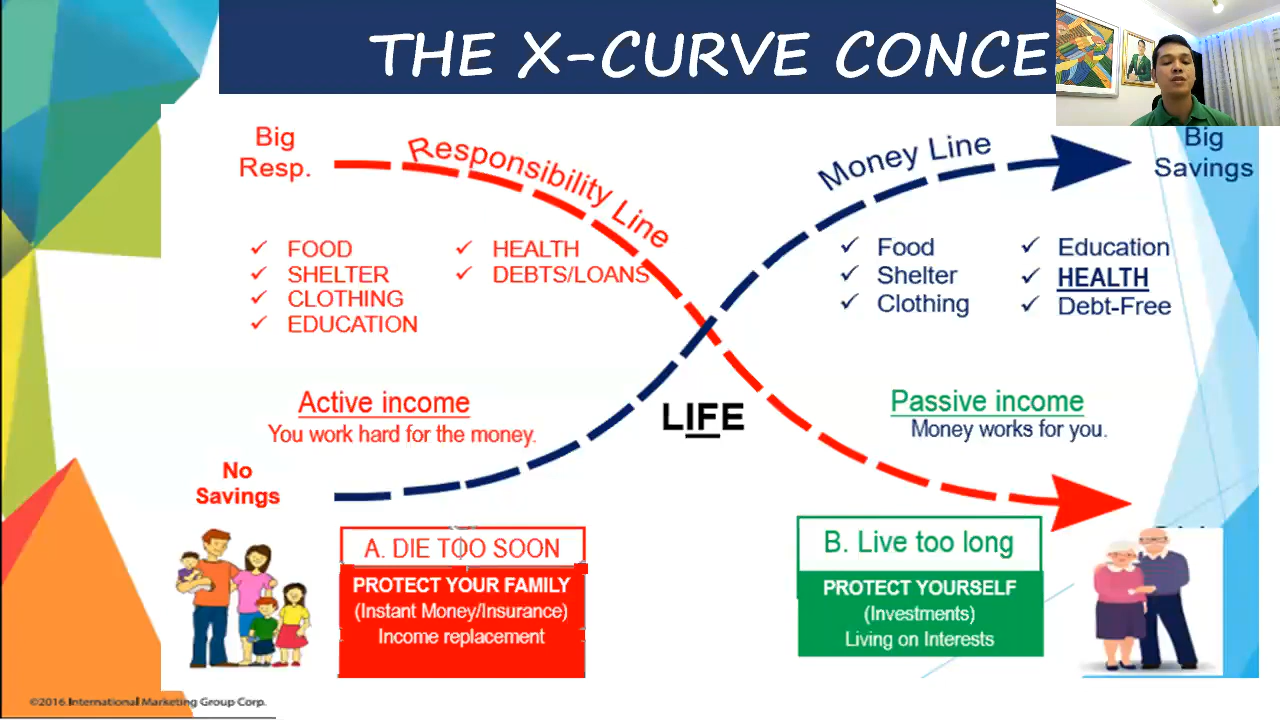 THE X-CURVE CONCE
Big
Resp.
Responsibility Line
Money Line
Big
Savings
✓ FOOD
✓ SHELTER
✓ CLOTHING
✓ EDUCATION
✓ HEALTH
✓ DEBTS/LOANS
✓ Food
✓ Shelter
✓ Clothing
✓ Education
✓ HEALTH
✓ Debt-Free
Active income
You work hard for the money.
LIFE
Passive income
Money works for you.
No
Savings
A. DIE TOO SOON
PROTECT YOUR FAMILY
(Instant Money/Insurance)
Income replacement
B. Live too long
PROTECT YOURSELF
(Investments)
Living on Interests
©2016 International Marketing Group Corp.